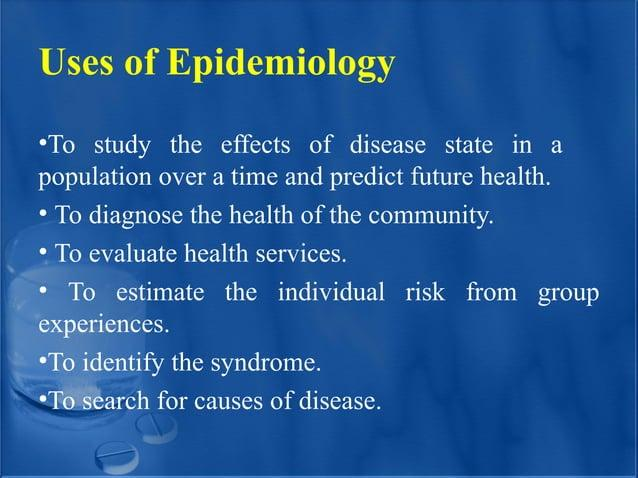 Uses of Epidemiology
•To study the effects of disease state in a
population over a time and predict future health.
• To diagnose the health of the community.
• To evaluate health services.
• To estimate the individual risk from group
experiences.
•To identify the syndrome.
•To search for causes of disease.